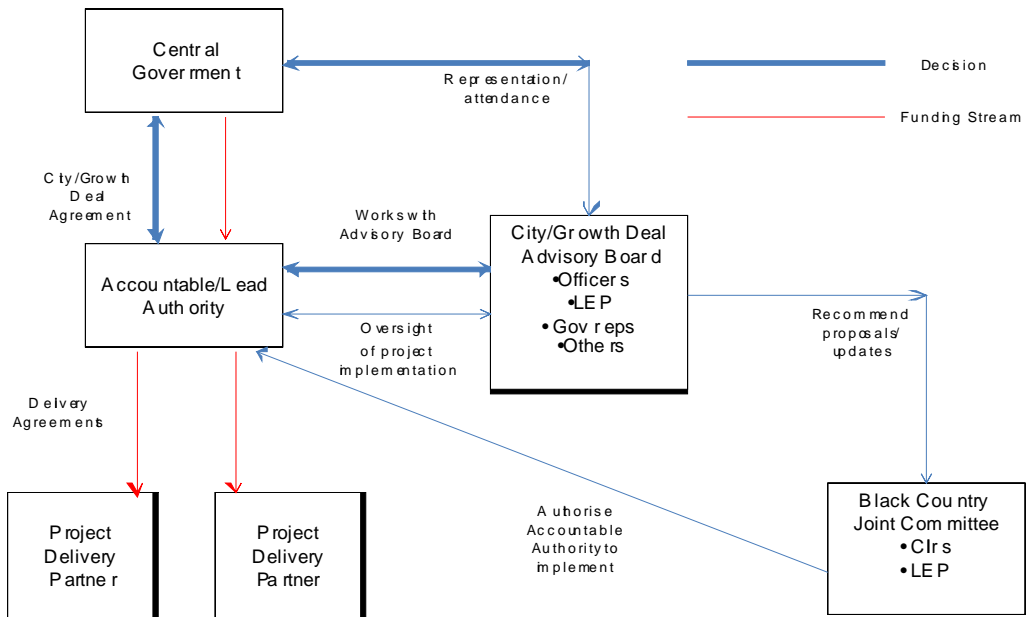 Central
Goverment
Representation/
attendance
Decision
Funding Stream
City/Growth
Deal
Agreement
Works with
Advisory Board
City/Growth Deal
Advisory Board
•Officers
•LEP
• Gov reps
•Others
Accountable/Lead
Authority
Oversight
of project
implementation
Recommend
proposals/
updates
Delivery
Agreements
Project
Delivery
Partner
Project
Delivery
Partner
Authorise
Accountable
Authority to
implement
Black Country
Joint Committee
• Clrs
• LEP